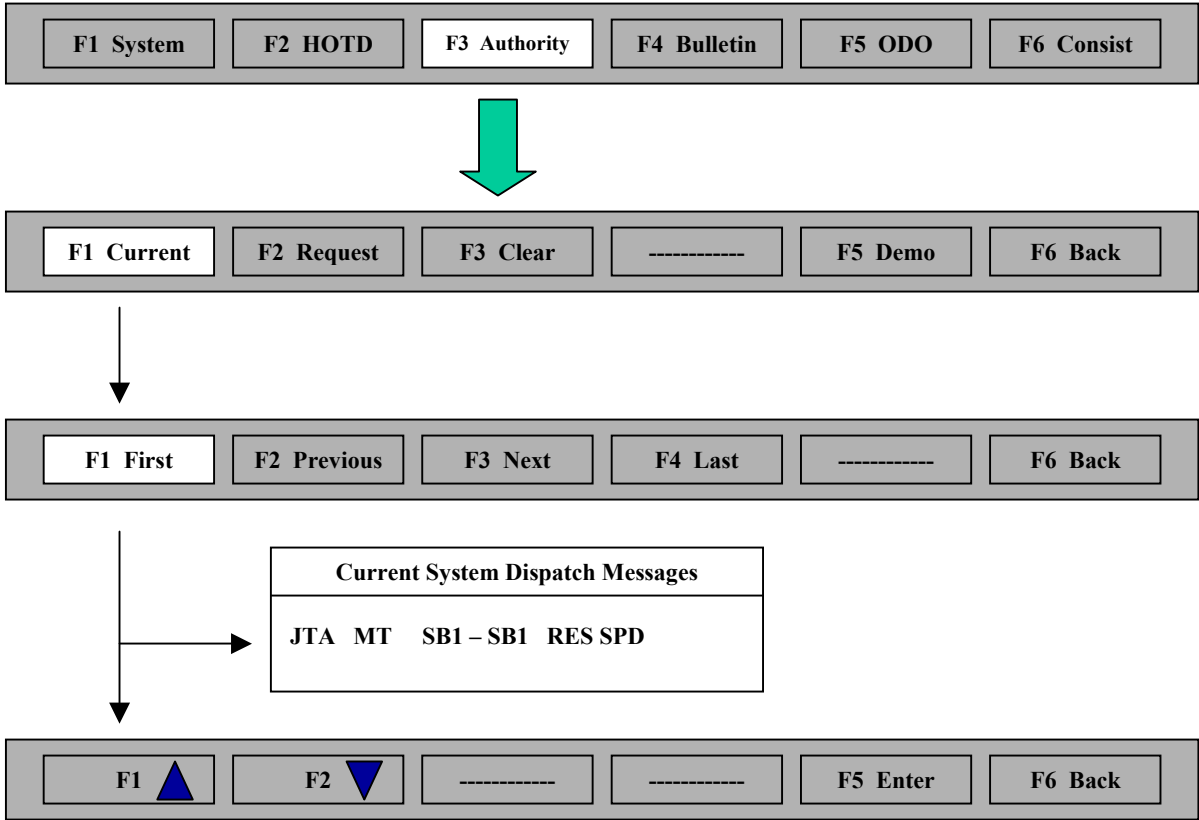 F1 System F2 HOTD F3 Authority F4 Bulletin F5 ODO F6 Consist
F1 Current F2 Request F3 Clear ------------ F5 Demo F6 Back
F1 First F2 Previous F3 Next F4 Last ------------ F6 Back
Current System Dispatch Messages
JTA MT SB1 – SB1 RES SPD
F1 F2 ------------ ------------ F5 Enter F6 Back